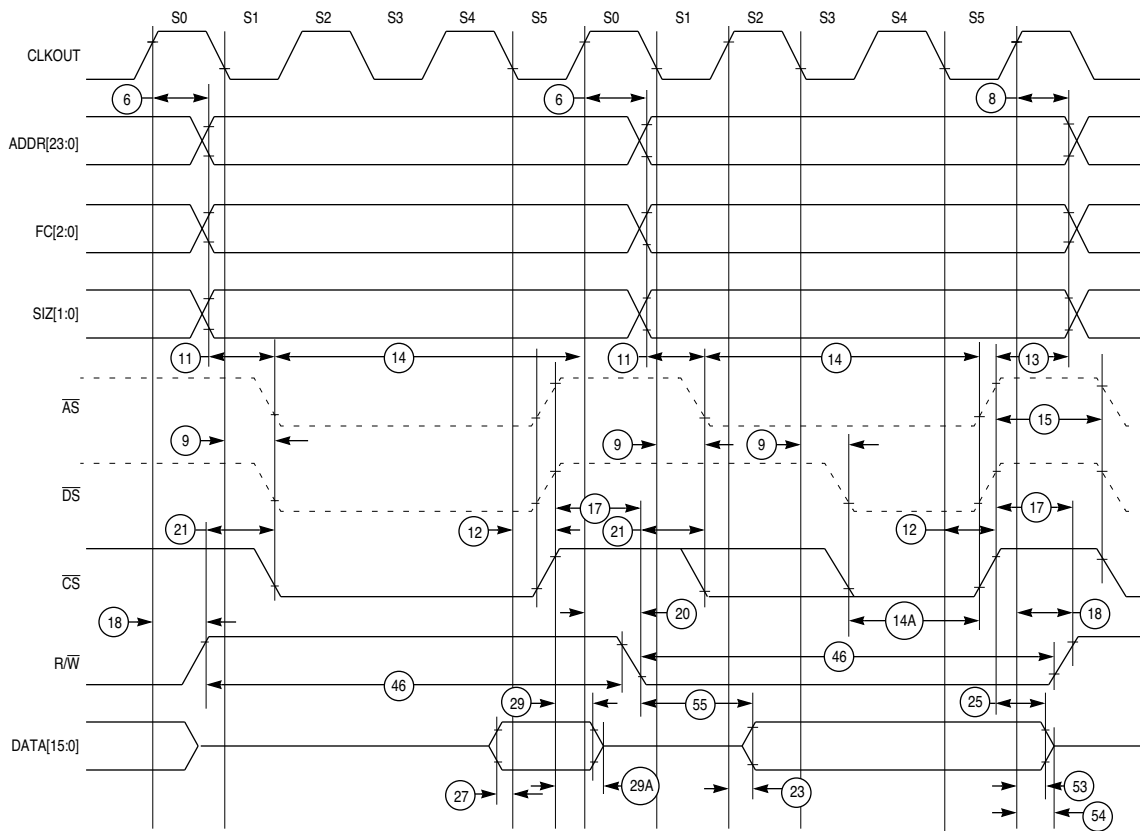 S0 S1 S2 S3 S4 S5 S0 S1 S2 S3 S4 S5
CLKOUT
6 6 8
ADDR[23:0]
FC[2:0]
SIZ[1:0]
11 14 11 14 13
AS
15
9 9 9
DS
17 17
21 12 21 12
CS
18 20 14A 18
R/W
46
46
29 55 25
DATA[15:0]
27 29A 23 53
54